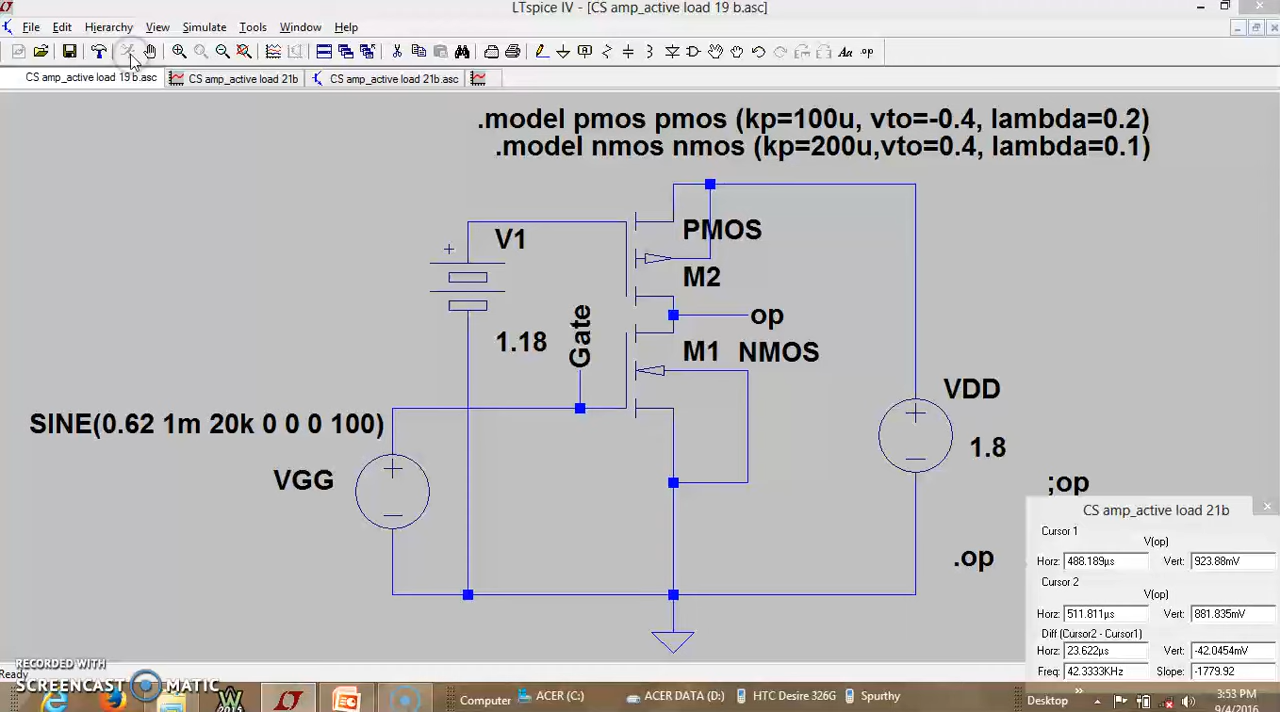 LTspice IV - [CS amp_active load 19 b.asc]
File Edit Hierarchy View Simulate Tools Window Help
Aa .op
CS amp_active load 19 b.asc CS amp_active load 21b CS amp_active load 21b.asc
.model pmos pmos (kp=100u, vto=-0.4, lambda=0.2)
.model nmos nmos (kp=200u,vto=0.4, lambda=0.1)
+ V1
PMOS
M2
1.18
Gate
op
M1 NMOS
SINE(0.62 1m 20k 0 0 0 100)
VGG
VDD
1.8
;op
.op
CS amp_active load 21b
Cursor 1
V(op)
Horz: 488.189µs Vert: 923.88mV
Cursor 2
V(op)
Horz: 511.811µs Vert: 881.835mV
Diff (Cursor2 - Cursor1)
Horz: 23.622µs Vert: -42.0454mV
Freq: 42.3333KHz Slope: -1779.92
Ready
RECORDED WITH
SCREENCAST MATIC
Computer ACER (C:) ACER DATA (D:) HTC Desire 326G Spurthy
Desktop
3:53 PM
9/4/2016